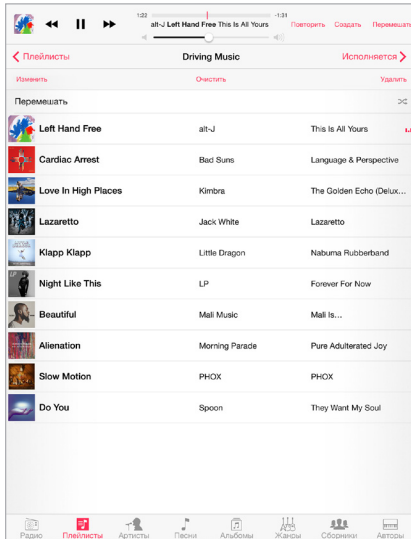 1:22 -1:31
alt-J Left Hand Free This Is All Yours
Повторить Создать Перемешать
Плейлисты Driving Music Исполняется
Изменить Очистить Удалить
Перемешать
Left Hand Free alt-J This Is All Yours
Cardiac Arrest Bad Suns Language & Perspective
Love In High Places Kimbra The Golden Echo (Delux...
Lazaretto Jack White Lazaretto
Klapp Klapp Little Dragon Nabuma Rubberband
Night Like This LP Forever For Now
Beautiful Mali Music Mali Is...
Alienation Morning Parade Pure Adulterated Joy
Slow Motion PHOX PHOX
Do You Spoon They Want My Soul
Радио Плейлисты Артисты Песни Альбомы Жанры Сборники Авторы